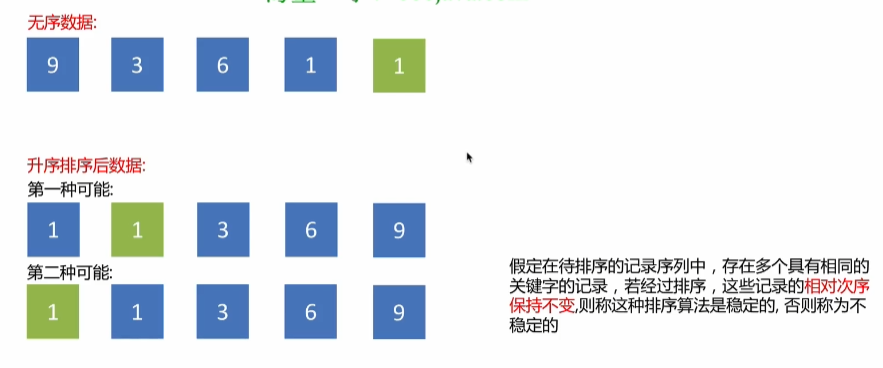 无序数据:
9 3 6 1 1
升序排序后数据:
第一种可能:
1 1 3 6 9
第二种可能:
1 1 3 6 9
假定在待排序的记录序列中，存在多个具有相同的
关键字的记录，若经过排序，这些记录的相对次序
保持不变,则称这种排序算法是稳定的, 否则称为不
稳定的